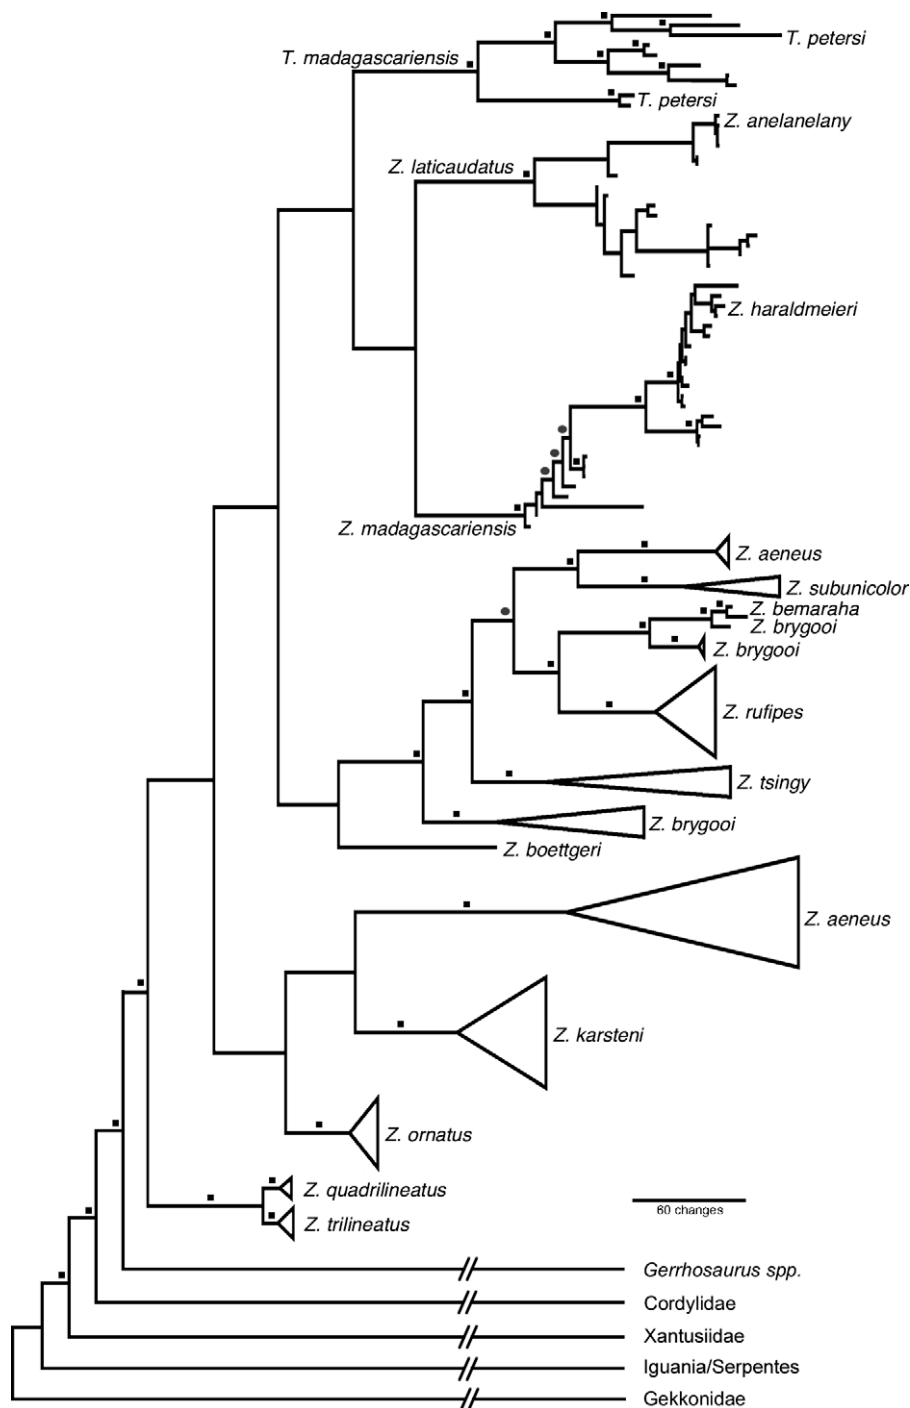 T. petersi
T. madagascariensis
T. petersi
Z. anelanelany
Z. laticaudatus
Z. haraldmeieri
Z. madagascariensis
Z. aeneus
Z. subunicolor
Z. bemaraha
Z. brygooi
Z. brygooi
Z. rufipes
Z. tsingy
Z. brygooi
Z. boettgeri
Z. aeneus
Z. karsteni
Z. ornatus
Z. quadrilineatus
60 changes
Z. trilineatus
Gerrhosaurus spp.
Cordylidae
Xantusiidae
Iguania/Serpentes
Gekkonidae